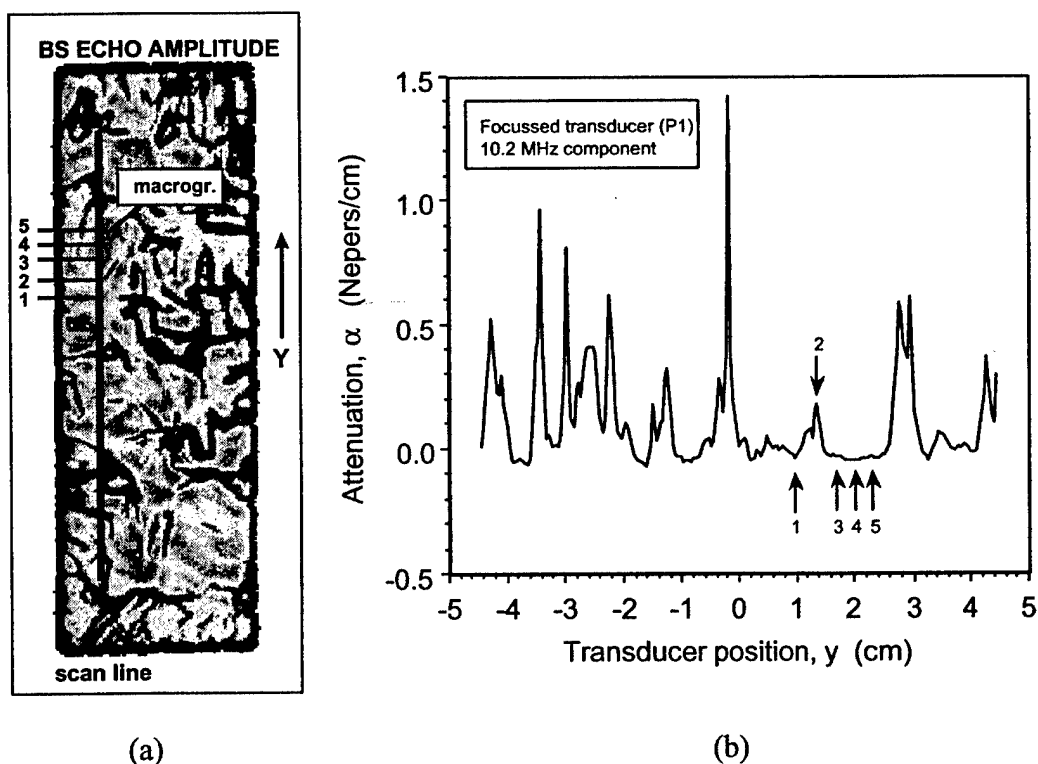 BS ECHO AMPLITUDE
macrogr.
5
4
3
2
1
Y
scan line
(a)
Focussed transducer (P1)
10.2 MHz component
Attenuation, α (Nepers/cm)
1.5
1.0
0.5
0.0
-0.5
2
1 3 4 5
-5 -4 -3 -2 -1 0 1 2 3 4 5
Transducer position, y (cm)
(b)